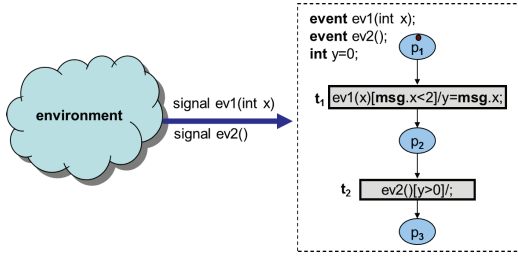 event ev1(int x);
event ev2();
int y=0;
p1
environment
signal ev1(int x)
signal ev2()
t1 ev1(x)[msg.x<2]/y=msg.x;
p2
t2 ev2()[y>0]/;
p3